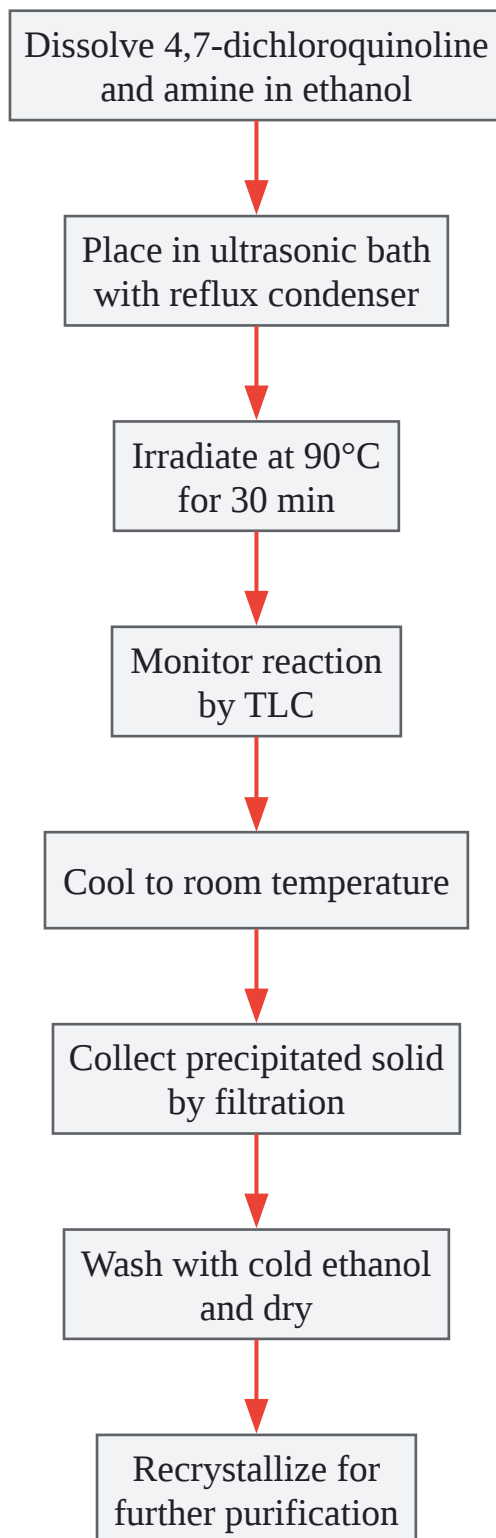 Dissolve 4,7-dichloroquinoline
and amine in ethanol
Place in ultrasonic bath
with reflux condenser
Irradiate at 90°C
for 30 min
Monitor reaction
by TLC
Cool to room temperature
Collect precipitated solid
by filtration
Wash with cold ethanol
and dry
Recrystallize for
further purification